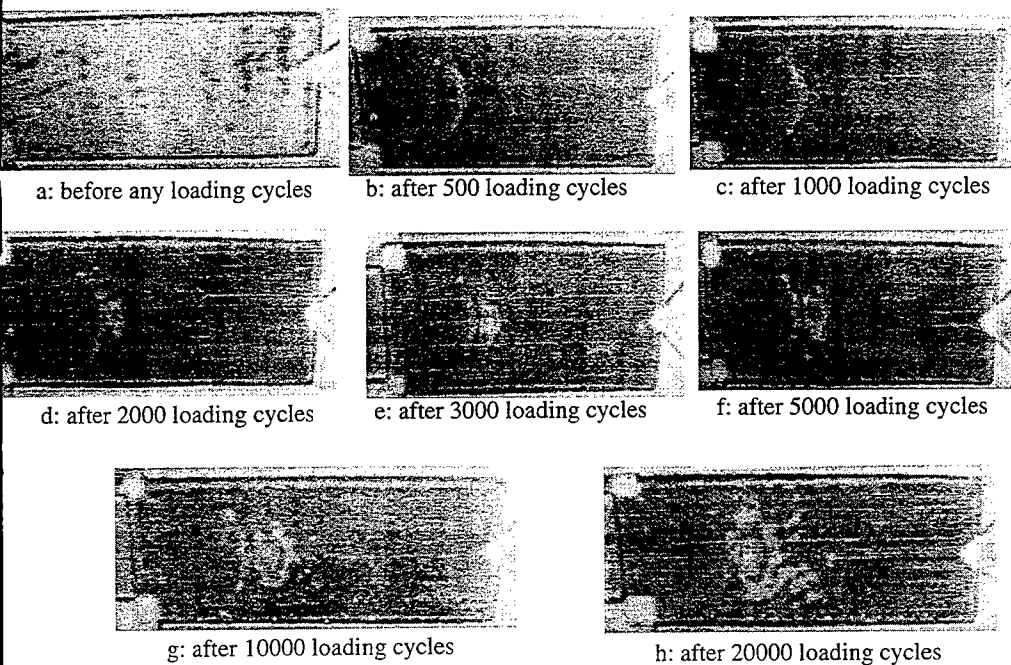 a: before any loading cycles
b: after 500 loading cycles
c: after 1000 loading cycles
d: after 2000 loading cycles
e: after 3000 loading cycles
f: after 5000 loading cycles
g: after 10000 loading cycles
h: after 20000 loading cycles